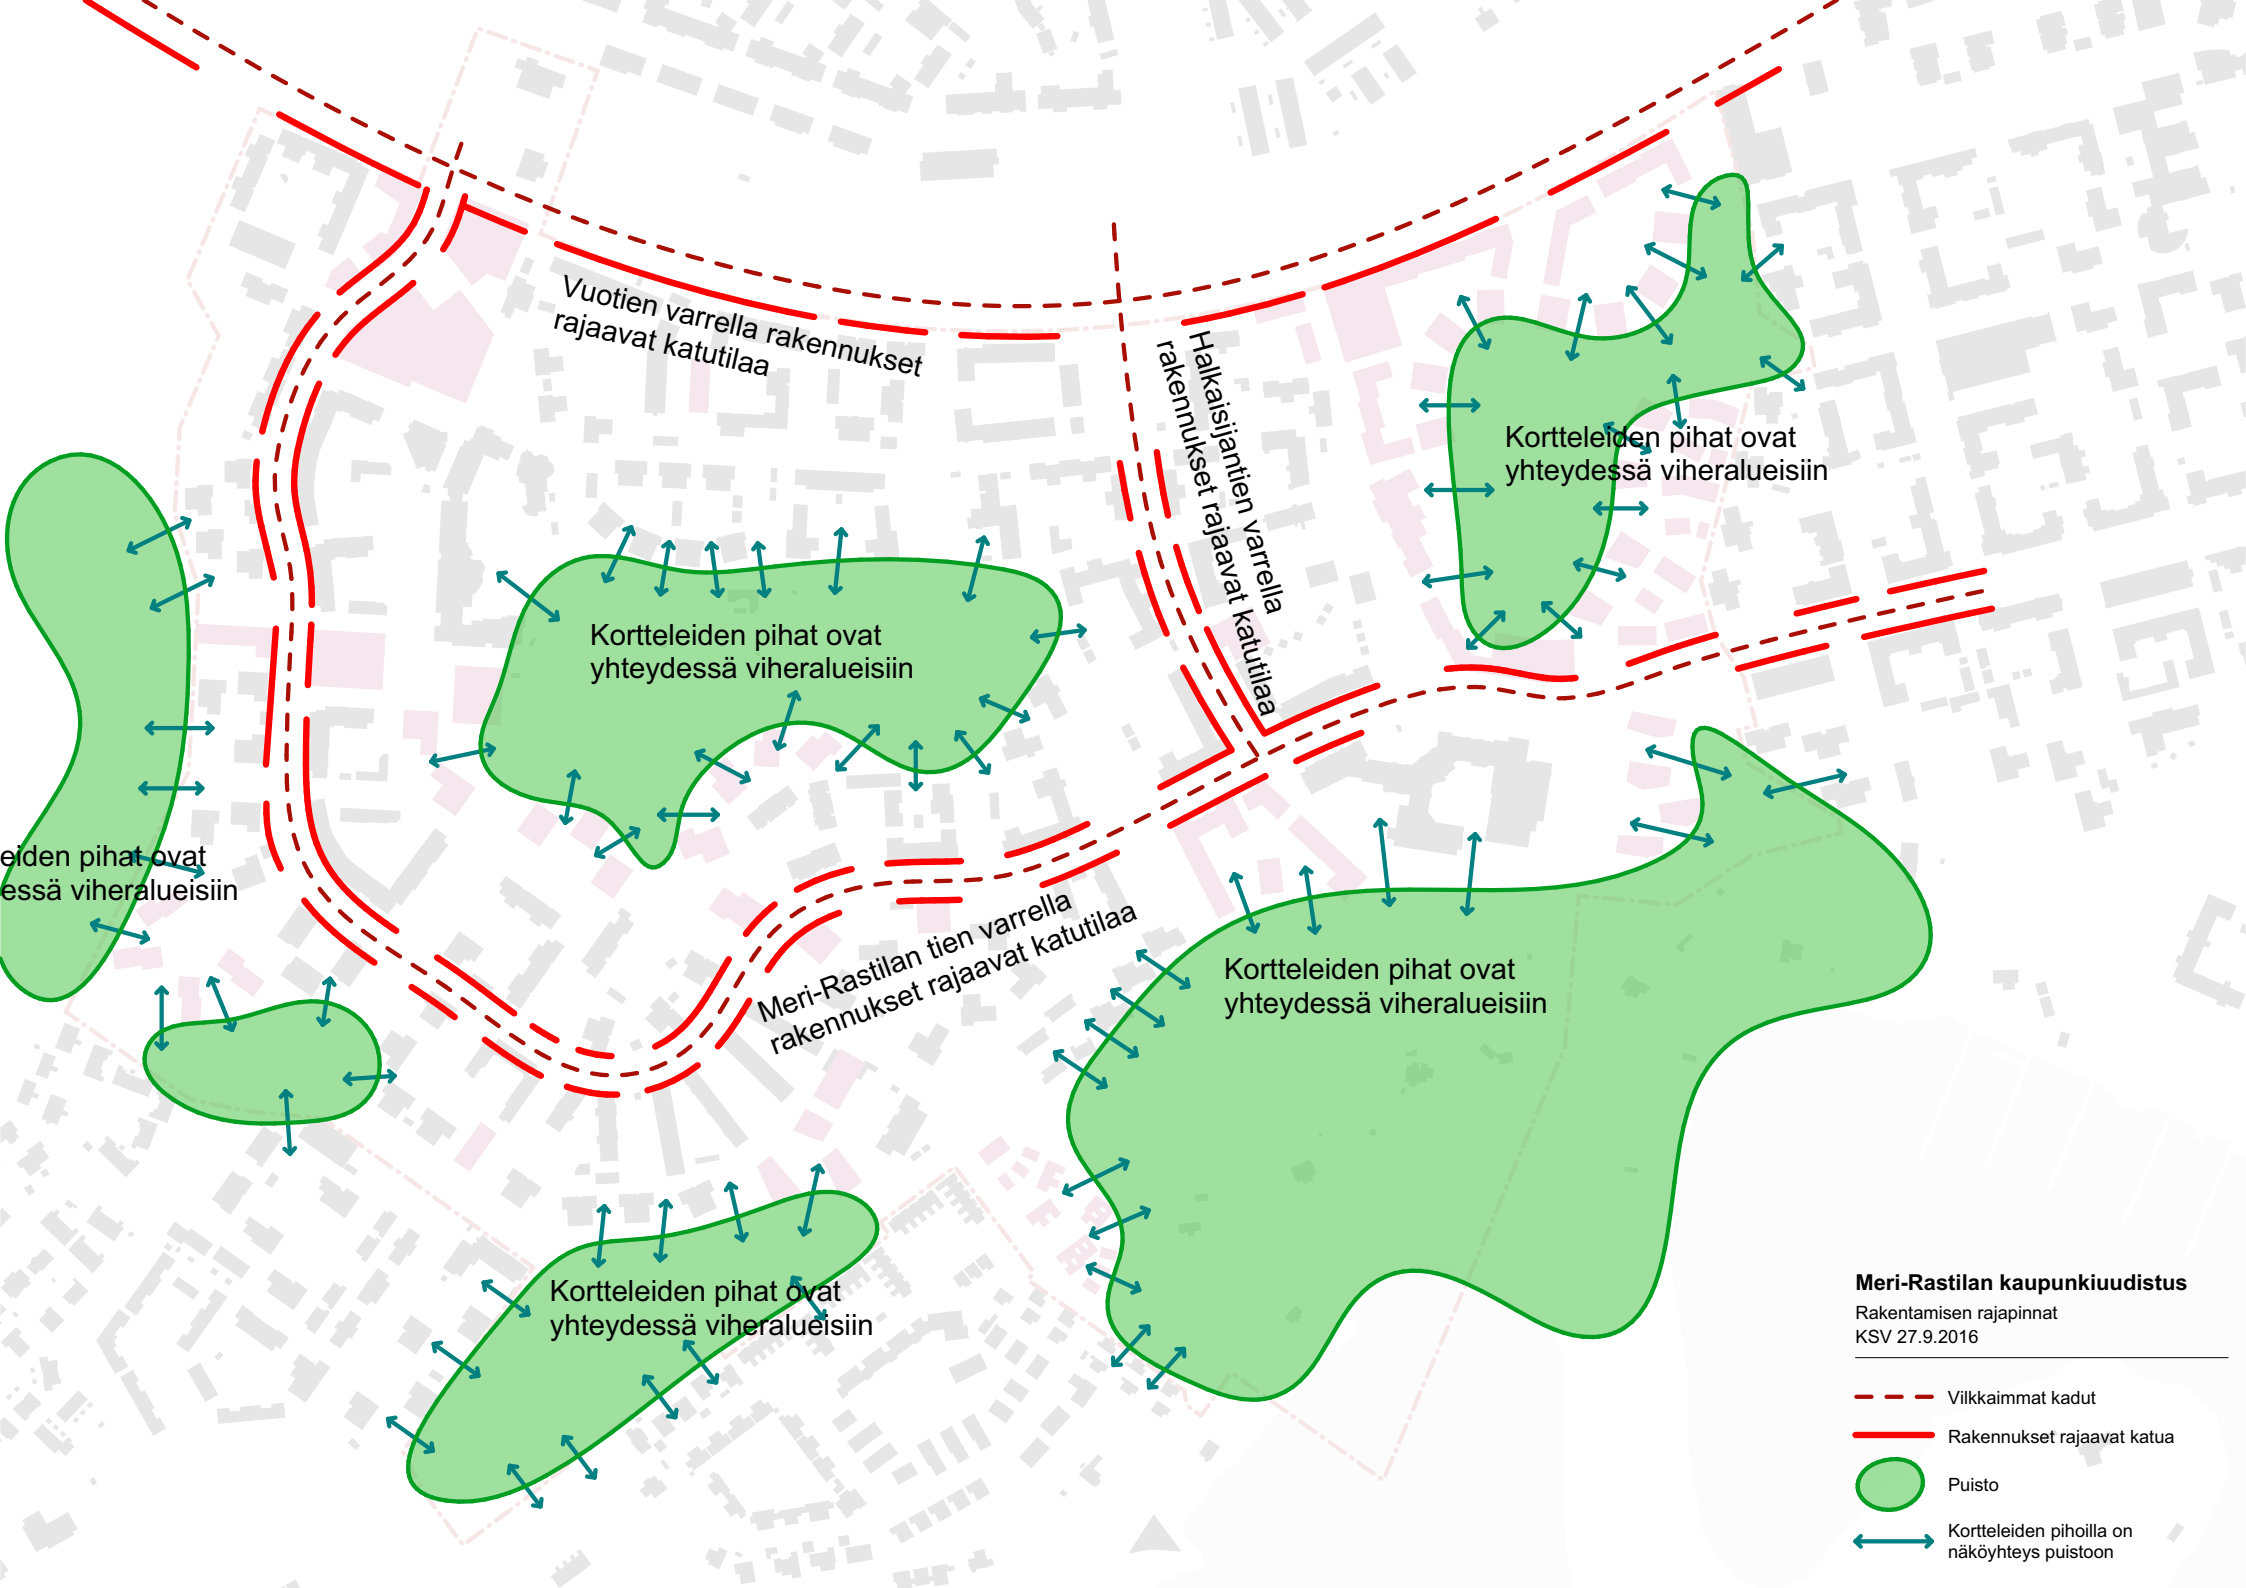 Vuotien varrella rakennukset
rajaavat katutilaa
Halkaisijantien varrella
rakennukset rajaavat katutilaa
Kortteleiden pihat ovat
yhteydessä viheralueisiin
Kortteleiden pihat ovat
yhteydessä viheralueisiin
eiden pihat ovat
essä viheralueisiin
Meri-Rastilan tien varrella
rakennukset rajaavat katutilaa
Kortteleiden pihat ovat
yhteydessä viheralueisiin
Kortteleiden pihat ovat
yhteydessä viheralueisiin
Meri-Rastilan kaupunkiuudistus
Rakentamisen rajapinnat
KSV 27.9.2016
Vilkkaimmat kadut
Rakennukset rajaavat katua
Puisto
Kortteleiden pihoilla on
näköyhteys puistoon